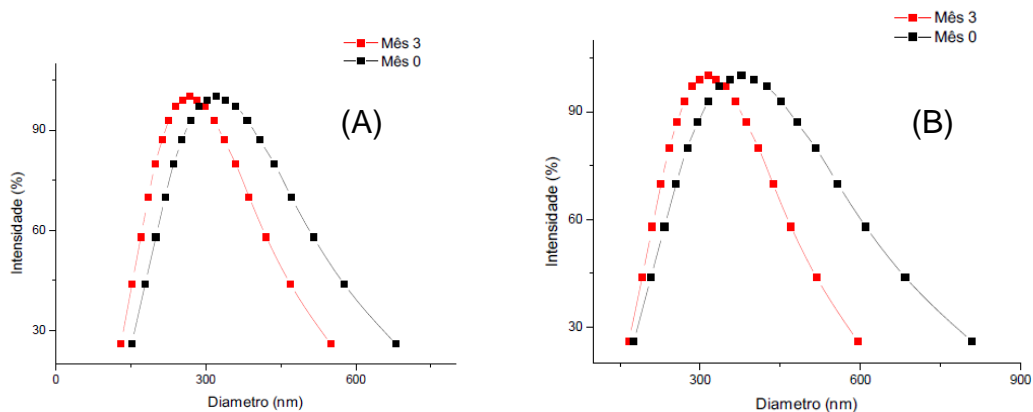 Mês 3
Mês 0
(A)
90
60
30
Intensidade (%)
0
300
600
Diametro (nm)
Mês 3
Mês 0
(B)
90
60
30
Intensidade (%)
300
600
900
Diametro (nm)